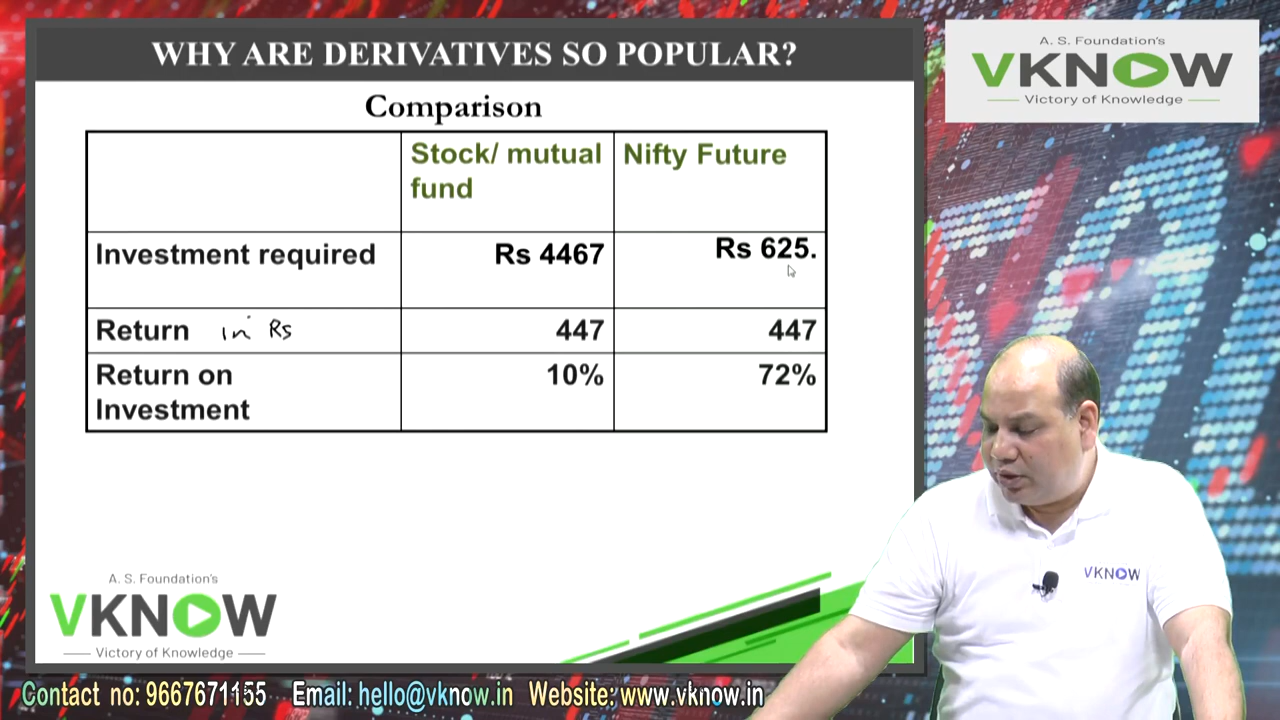 WHY ARE DERIVATIVES SO POPULAR?
A. S. Foundation's
VKNOW
Victory of Knowledge
Comparison
Stock/ mutual fund
Nifty Future
Investment required
Rs 4467
Rs 625.
Return in Rs
447
447
Return on
Investment
10%
72%
VKNOW
A. S. Foundation's
VKNOW
Victory of Knowledge
Contact no: 9667671155 Email: hello@vknow.in Website: www.vknow.in